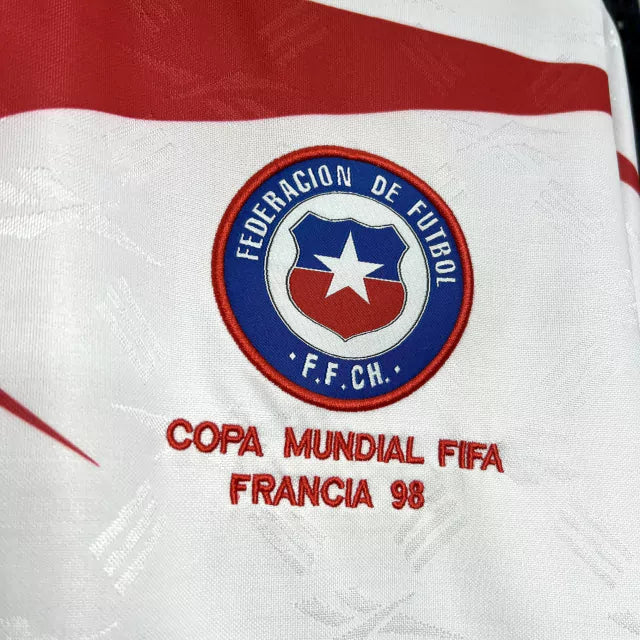 FEDERACION DE FUTBOL
· F.F.CH. ·
COPA MUNDIAL FIFA
FRANCIA 98